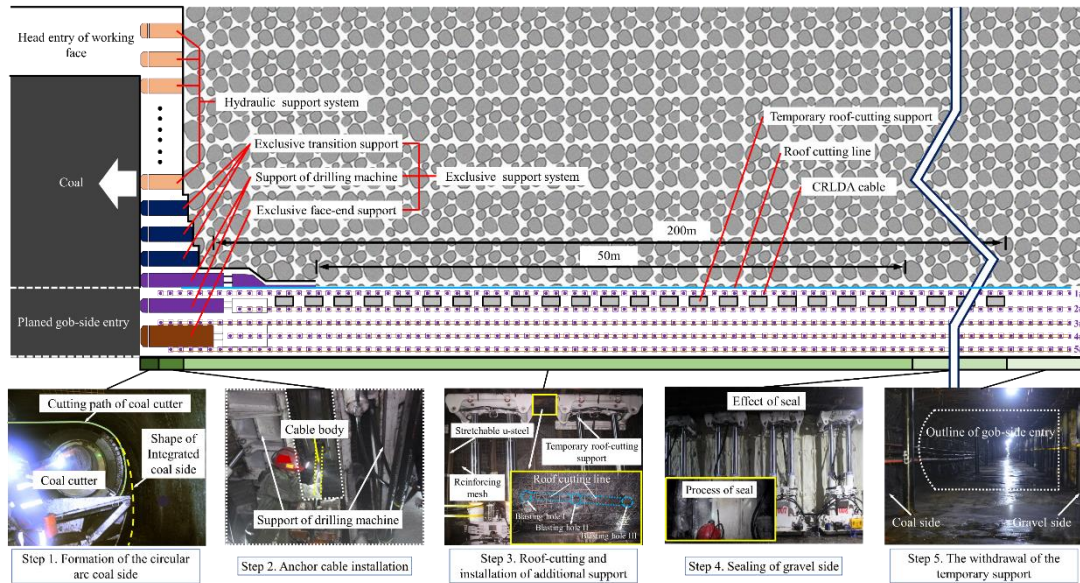 Head entry of working
face
Hydraulic support system
Temporary roof-cutting support
Exclusive transition support
Roof cutting line
Coal
Support of drilling machine
Exclusive support system
CRLDA cable
Exclusive face-end support
200m
50m
1
2
Planed gob-side entry
3
4
5
Cutting path of coal cutter
Shape of
Integrated
coal side
Coal cutter
Cable body
Support of drilling machine
Stretchable u-steel
Temporary roof-cutting
support
Reinforcing
mesh
Roof cutting line
Blasting hole I
Blasting hole II
Blasting hole III
Effect of seal
Process of seal
Outline of gob-side entry
Coal side
Gravel side
Step 1. Formation of the circular
arc coal side
Step 2. Anchor cable installation
Step 3. Roof-cutting and
installation of additional support
Step 4. Sealing of gravel side
Step 5. The withdrawal of the
temporary support